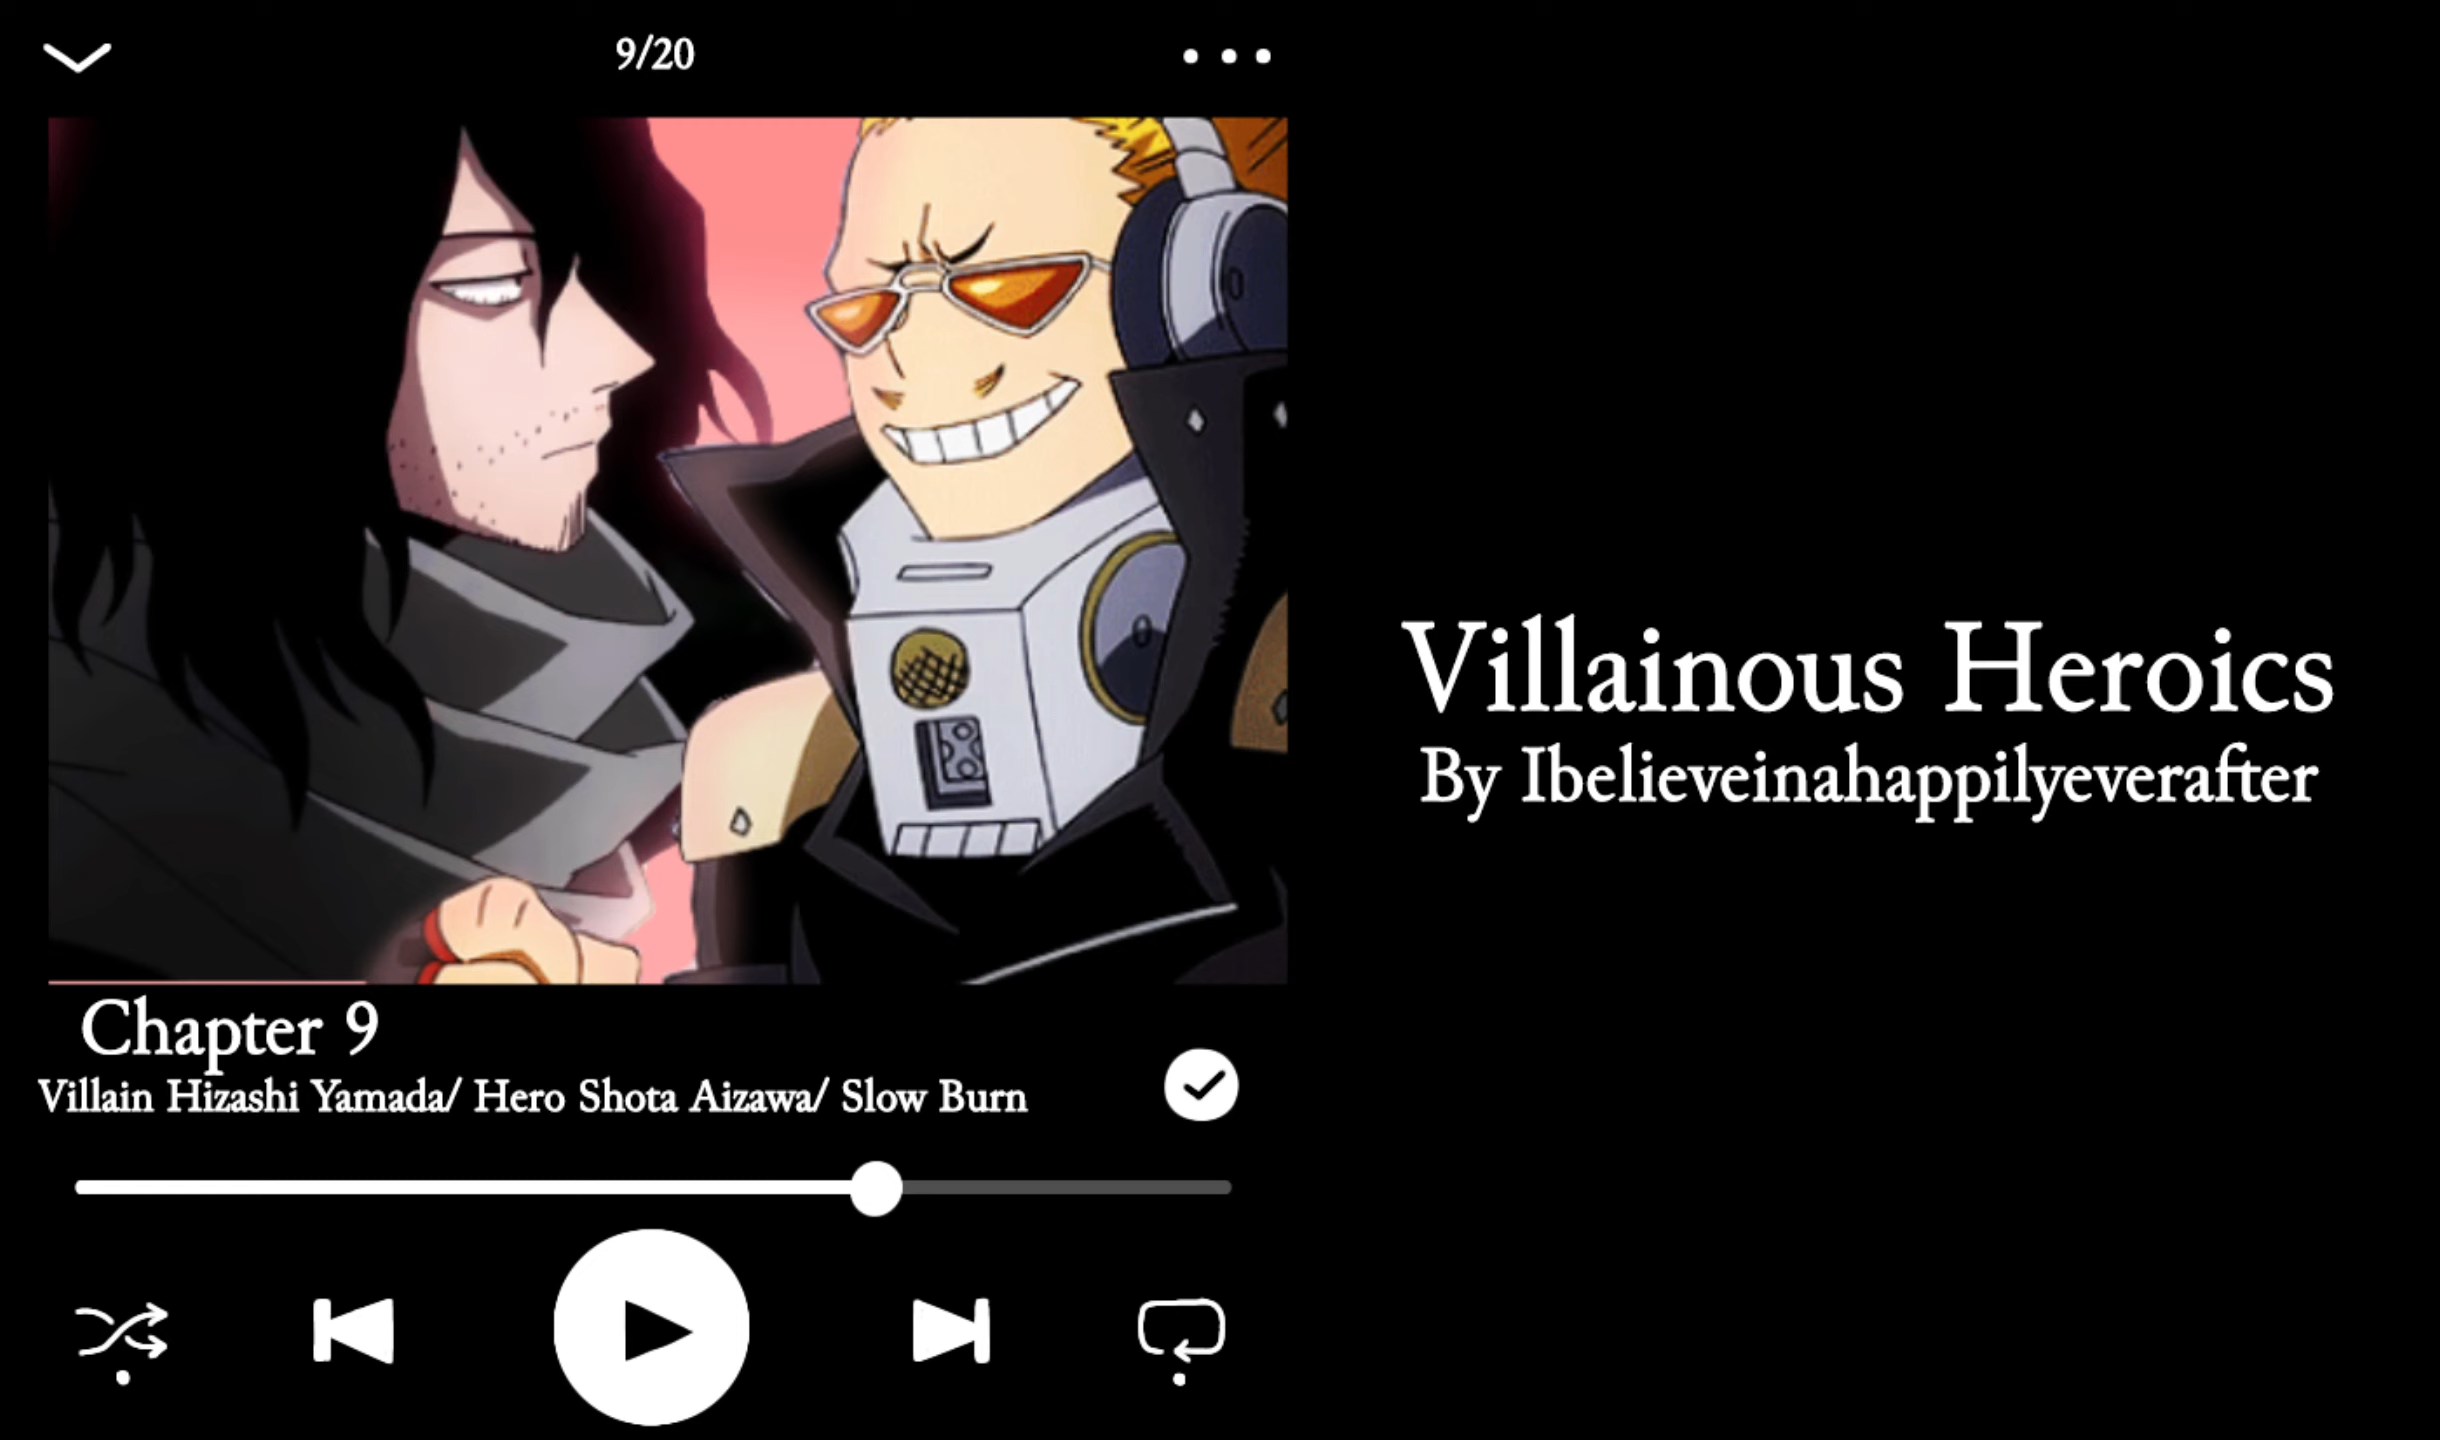 9/20
Chapter 9
Villain Hizashi Yamada/ Hero Shota Aizawa/ Slow Burn
Villainous Heroics
By Ibelieveinahappilyeverafter